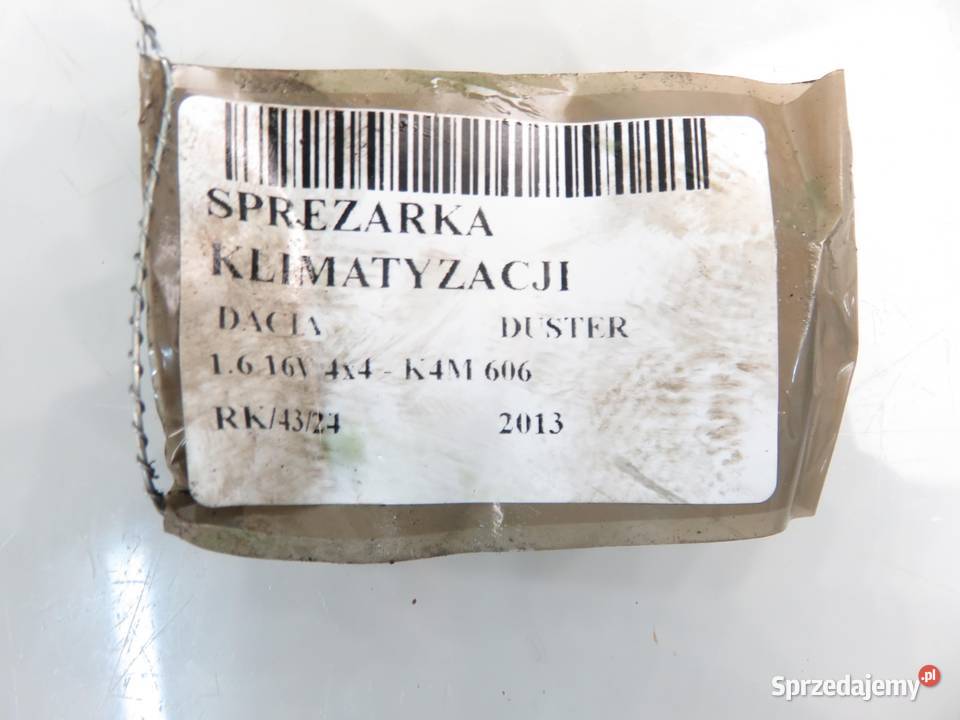 SPREZARKA
KLIMATYZACJI
DACIA DUSTER
1.6 16V 4x4 - K4M 606
RK/43/24 2013
Sprzedajemy.pl